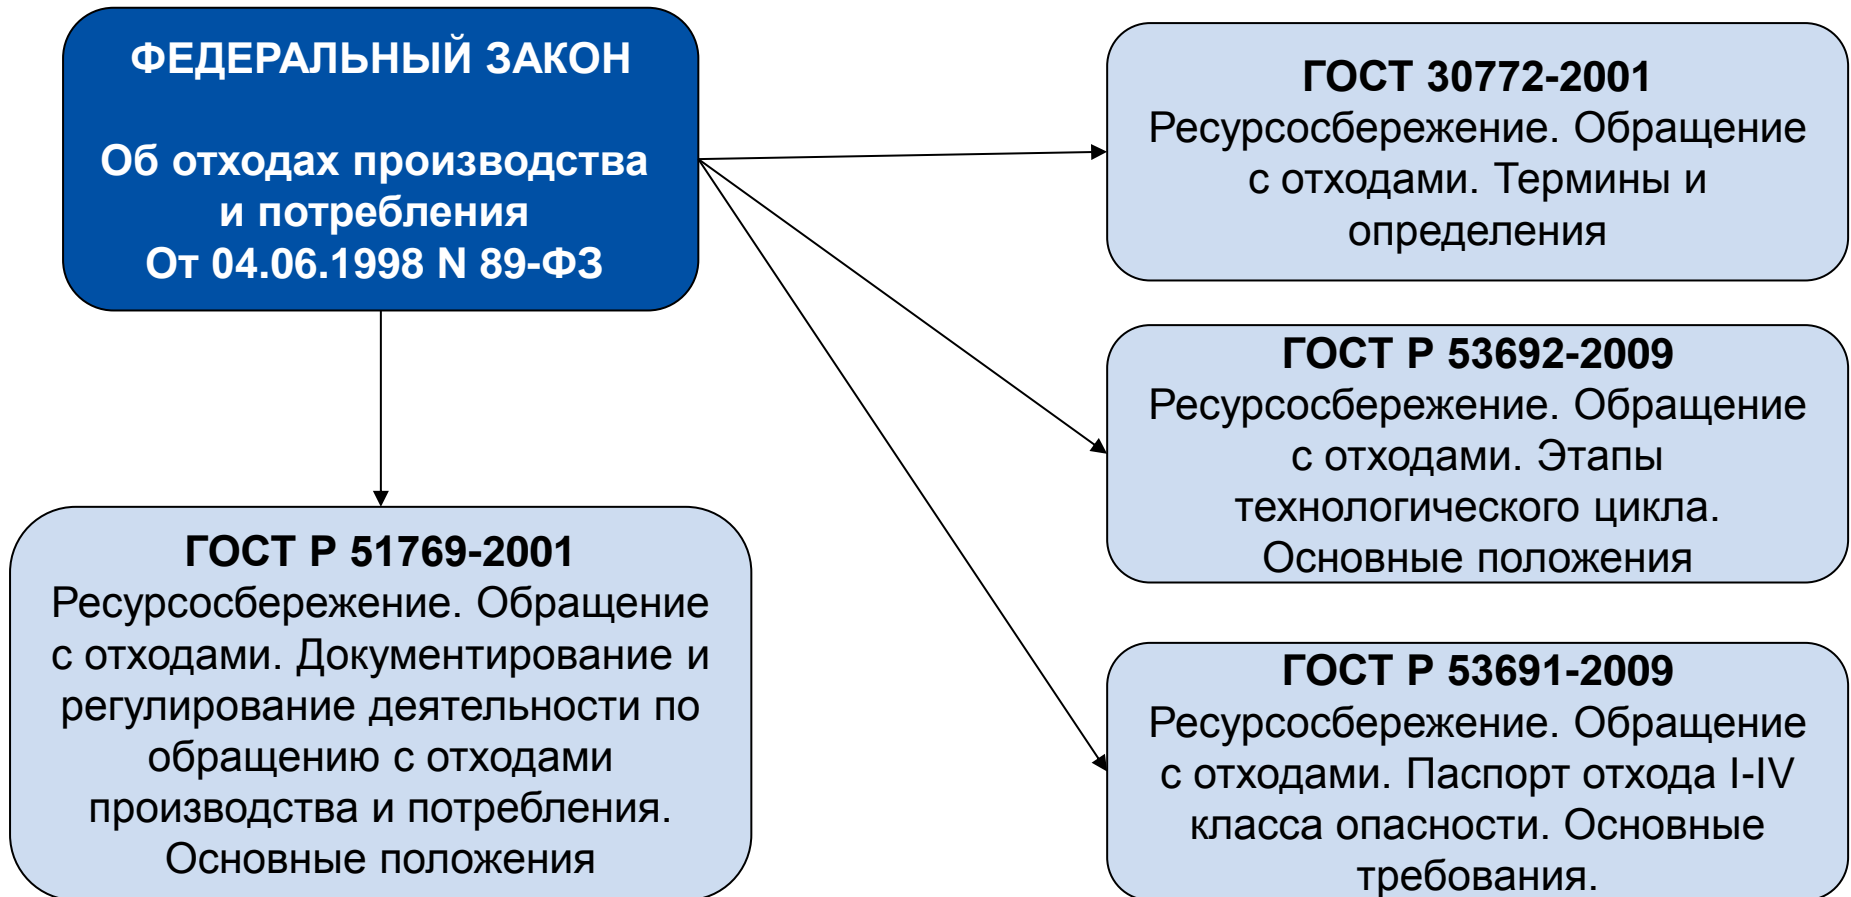 ФЕДЕРАЛЬНЫЙ ЗАКОН
Об отходах производства
и потребления
От 04.06.1998 N 89-ФЗ
ГОСТ 30772-2001
Ресурсосбережение. Обращение
с отходами. Термины и
определения
ГОСТ Р 53692-2009
Ресурсосбережение. Обращение
с отходами. Этапы
технологического цикла.
Основные положения
ГОСТ Р 51769-2001
Ресурсосбережение. Обращение
с отходами. Документирование и
регулирование деятельности по
обращению с отходами
производства и потребления.
Основные положения
ГОСТ Р 53691-2009
Ресурсосбережение. Обращение
с отходами. Паспорт отхода I-IV
класса опасности. Основные
требования.